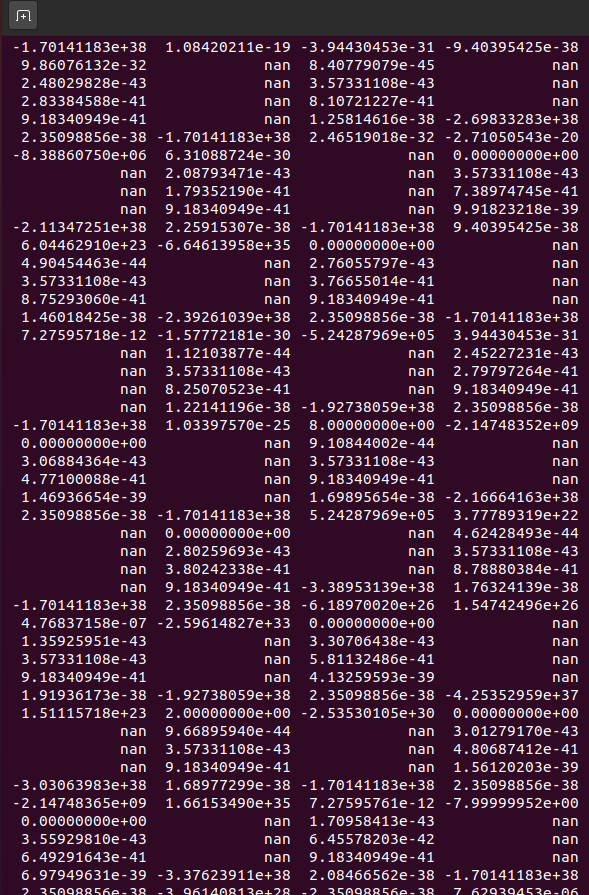 -1.70141183e+38 1.08420211e-19 -3.94430453e-31 -9.40395425e-38
9.86076132e-32 nan 8.40779079e-45 nan
2.48029828e-43 nan 3.57331108e-43 nan
2.83384588e-41 nan 8.10721227e-41 nan
9.18340949e-41 nan 1.25814616e-38 -2.69833283e+38
2.35098856e-38 -1.70141183e+38 2.46519018e-32 -2.71050543e-20
-8.38860750e+06 6.31088724e-30 nan 0.00000000e+00
nan 2.08793471e-43 nan 3.57331108e-43
nan 1.79352190e-41 nan 7.38974745e-41
nan 9.18340949e-41 nan 9.91823218e-39
-2.11347251e+38 2.25915307e-38 -1.70141183e+38 9.40395425e-38
6.04462910e+23 -6.64613958e+35 0.00000000e+00 nan
4.90454463e-44 nan 2.76055797e-43 nan
3.57331108e-43 nan 3.76655014e-41 nan
8.75293060e-41 nan 9.18340949e-41 nan
1.46018425e-38 -2.39261039e+38 2.35098856e-38 -1.70141183e+38
7.27595718e-12 -1.57772181e-30 -5.24287969e+05 3.94430453e-31
nan 1.12103877e-44 nan 2.45227231e-43
nan 3.57331108e-43 nan 2.79797264e-41
nan 8.25070523e-41 nan 9.18340949e-41
nan 1.22141196e-38 -1.92738059e+38 2.35098856e-38
-1.70141183e+38 1.03397570e-25 8.00000000e+00 -2.14748352e+09
0.00000000e+00 nan 9.10844002e-44 nan
3.06884364e-43 nan 3.57331108e-43 nan
4.77100088e-41 nan 9.18340949e-41 nan
1.46936654e-39 nan 1.69895654e-38 -2.16664163e+38
2.35098856e-38 -1.70141183e+38 5.24287969e+05 3.77789319e+22
nan 0.00000000e+00 nan 4.62428493e-44
nan 2.80259693e-43 nan 3.57331108e-43
nan 3.80242338e-41 nan 8.78880384e-41
nan 9.18340949e-41 -3.38953139e+38 1.76324139e-38
-1.70141183e+38 2.35098856e-38 -6.18970020e+26 1.54742496e+26
4.76837158e-07 -2.59614827e+33 0.00000000e+00 nan
1.35925951e-43 nan 3.30706438e-43 nan
3.57331108e-43 nan 5.81132486e-41 nan
9.18340949e-41 nan 4.13259593e-39 nan
1.91936173e-38 -1.92738059e+38 2.35098856e-38 -4.25352959e+37
1.51115718e+23 2.00000000e+00 -2.53530105e+30 0.00000000e+00
nan 9.66895940e-44 nan 3.01279170e-43
nan 3.57331108e-43 nan 4.80687412e-41
nan 9.18340949e-41 nan 1.56120203e-39
-3.03063983e+38 1.68977299e-38 -1.70141183e+38 2.35098856e-38
-2.14748365e+09 1.66153490e+35 7.27595761e-12 -7.99999952e+00
0.00000000e+00 nan 1.70958413e-43 nan
3.55929810e-43 nan 6.45578203e-42 nan
6.49291643e-41 nan 9.18340949e-41 nan
6.97949631e-39 -3.37623911e+38 2.08466562e-38 -1.70141183e+38
2.35098856e-38 -3.96140813e+28 -2.35098856e-38 7.62939304e-06